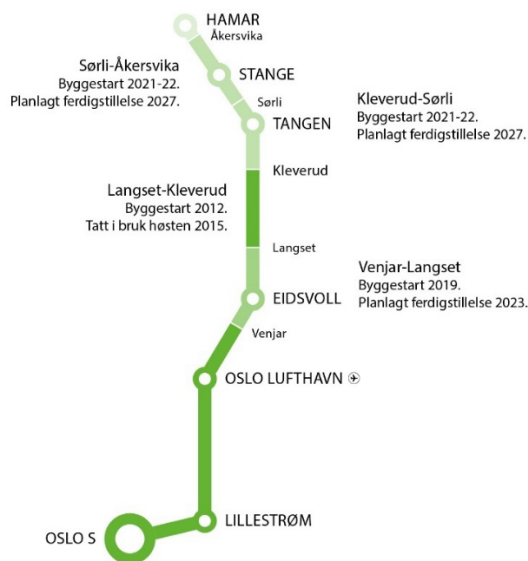 HAMAR
Åkersvika
Sørli-Åkersvika
Byggestart 2021-22.
Planlagt ferdigstillelse 2027.
STANGE
Sørli
TANGEN
Kleverud-Sørli
Byggestart 2021-22.
Planlagt ferdigstillelse 2027.
Kleverud
Langset-Kleverud
Byggestart 2012.
Tatt i bruk høsten 2015.
Langset
Venjar-Langset
Byggestart 2019.
Planlagt ferdigstillelse 2023.
EIDSVOLL
Venjar
OSLO LUFTHAVN
LILLESTRØM
OSLO S